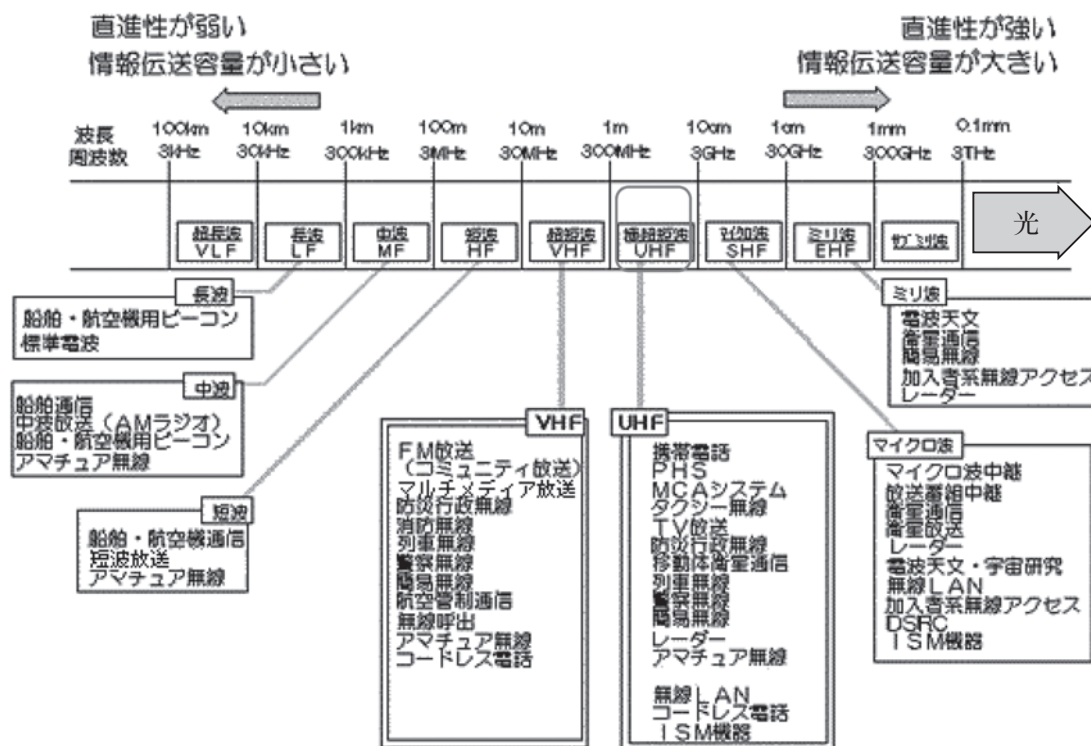 直進性が弱い
情報伝送容量が小さい
直進性が強い
情報伝送容量が大きい
波長 100km 10km 1km 100m 10m 1m 10cm 1cm 1mm 0.1mm
周波数 3kHz 30kHz 300kHz 3MHz 30MHz 300MHz 3GHz 30GHz 300GHz 3THz
超長波 長波 中波 短波 超短波 極超短波 マイクロ波 ミリ波 サブミリ波
VLF LF MF HF VHF UHF SHF EHF
光
長波
船舶・航空機用ビーコン
標準電波
中波
船舶通信
中波放送(AMラジオ)
船舶・航空機用ビーコン
アマチュア無線
短波
船舶・航空機通信
短波放送
アマチュア無線
VHF
FM放送
(コミュニティ放送)
マルチメディア放送
防災行政無線
消防無線
列車無線
警察無線
簡易無線
航空管制通信
無線呼出
アマチュア無線
コードレス電話
UHF
携帯電話
PHS
MCAシステム
タクシー無線
TV放送
防災行政無線
移動体衛星通信
列車無線
警察無線
簡易無線
レーダー
アマチュア無線
無線LAN
コードレス電話
ISM機器
ミリ波
電波天文
衛星通信
簡易無線
加入者系無線アクセス
レーダー
マイクロ波
マイクロ波中継
放送番組中継
衛星通信
衛星放送
レーダー
電波天文・宇宙研究
無線LAN
加入者系無線アクセス
DSRC
ISM機器